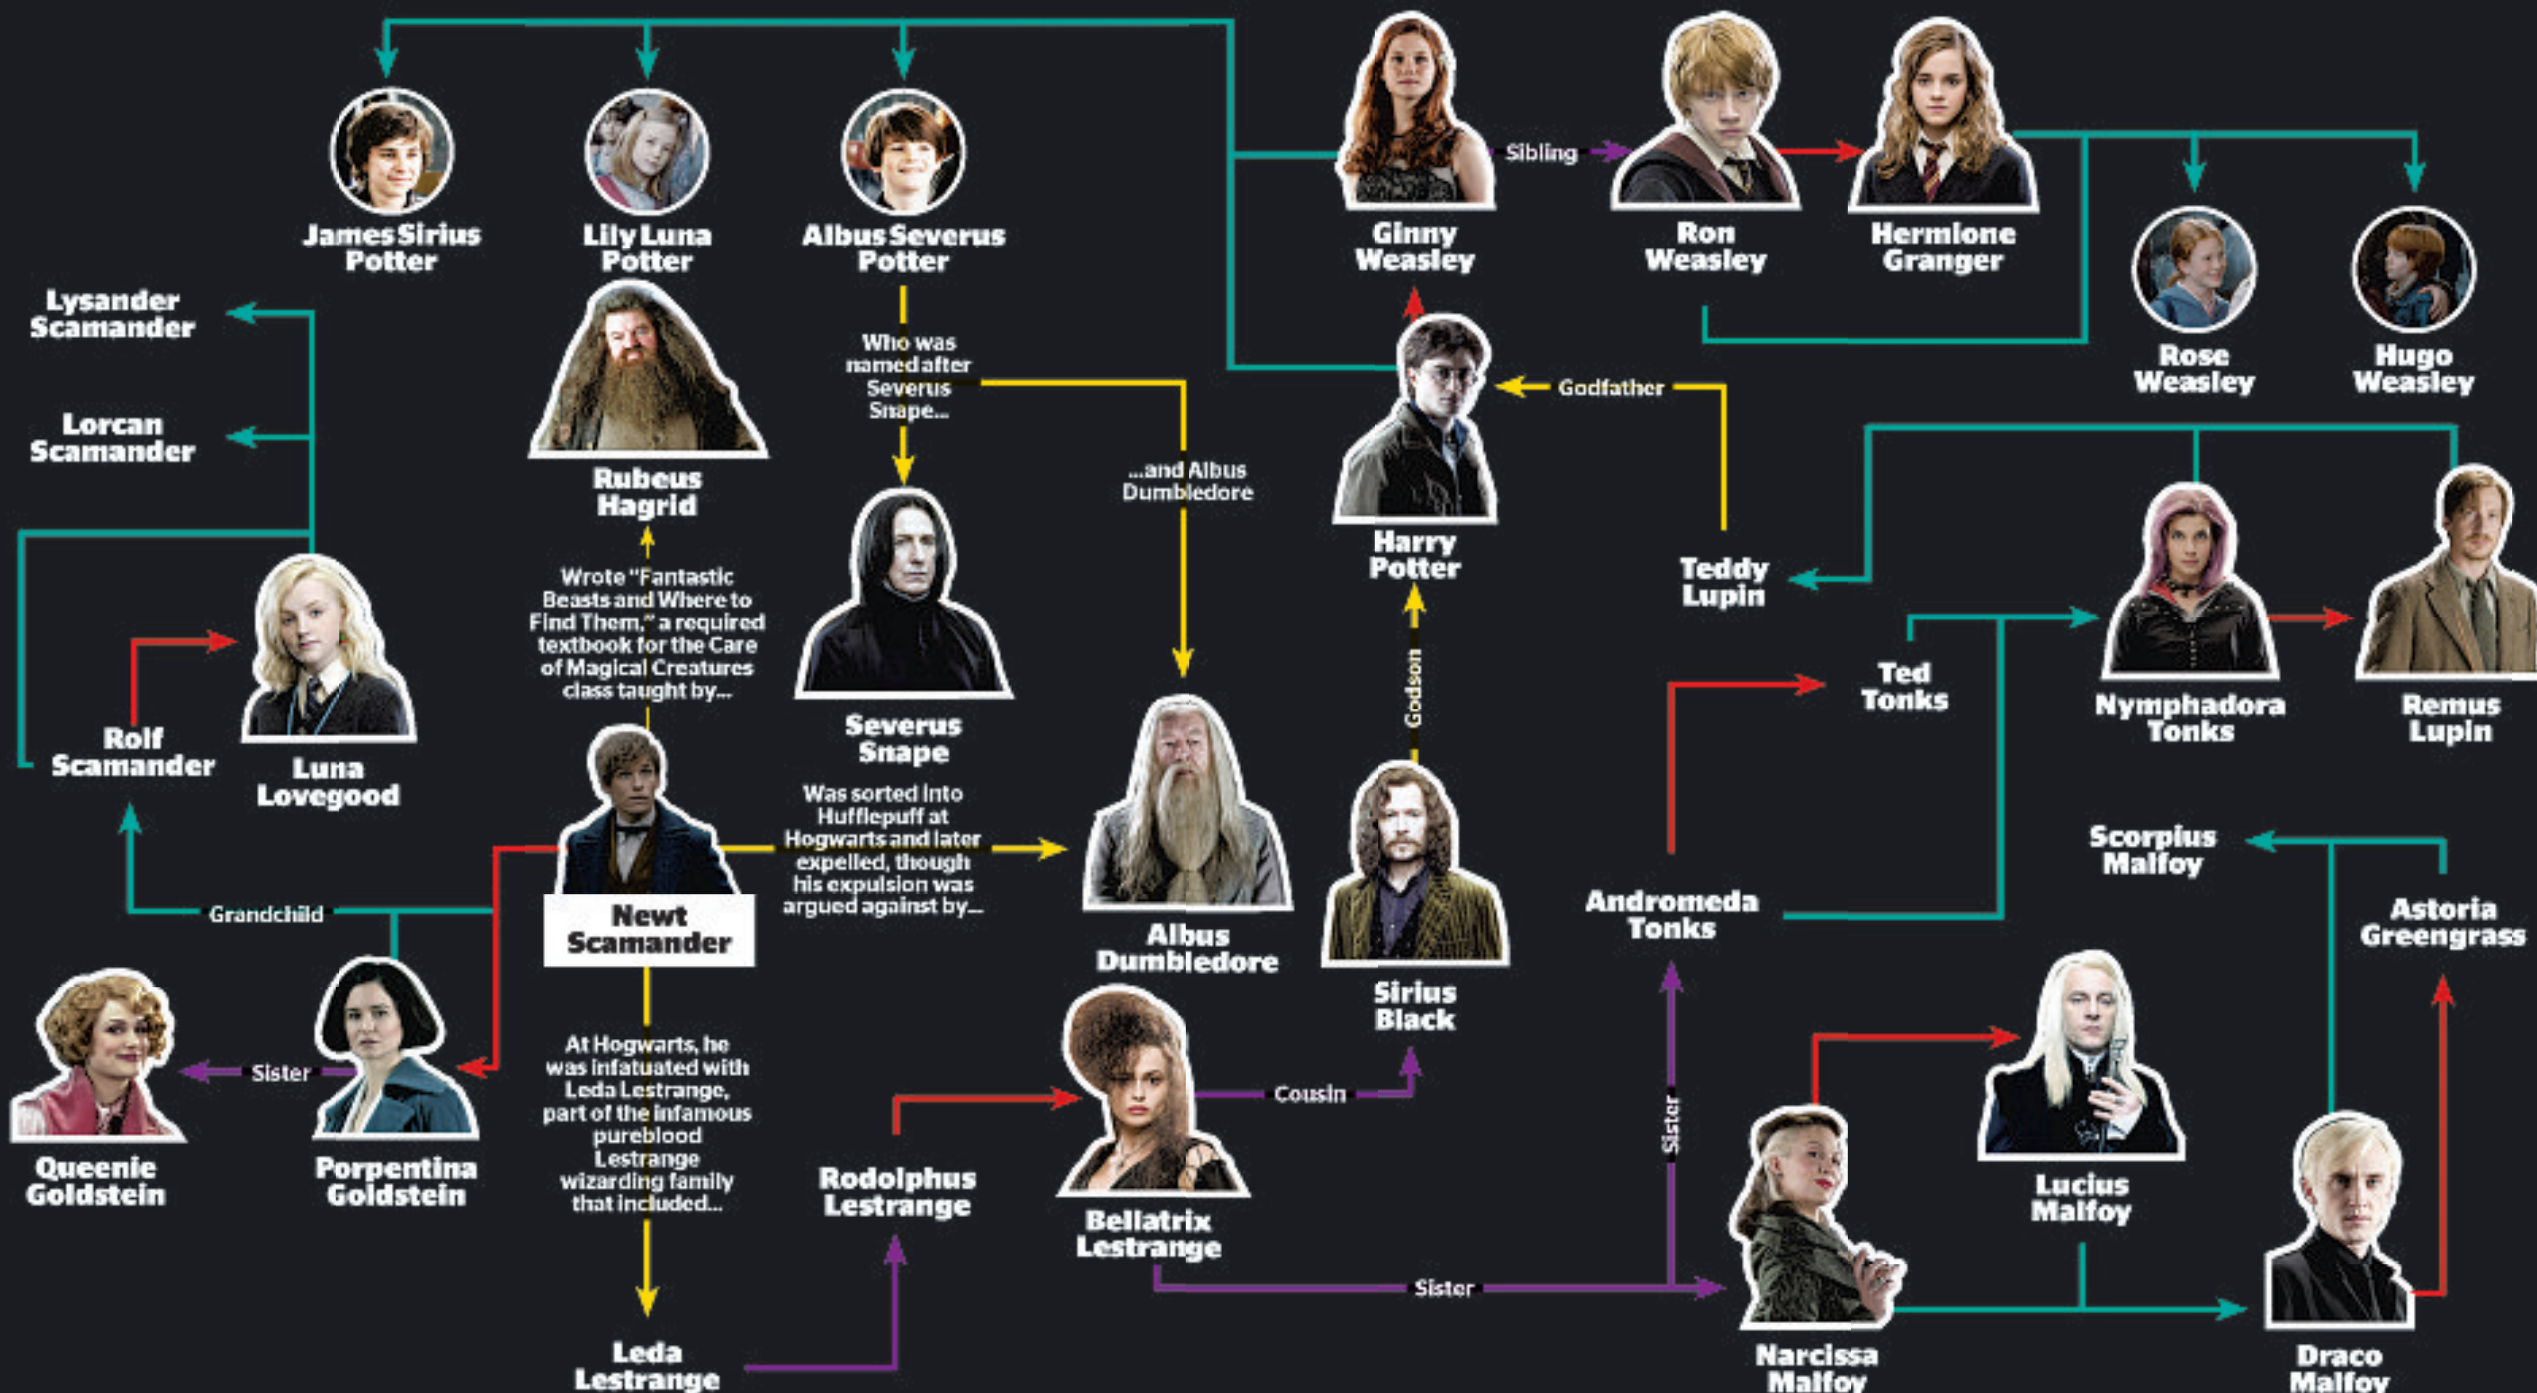 James Sirius
Potter
Lily Luna
Potter
Albus Severus
Potter
Ginny
Weasley
Sibling
Ron
Weasley
Hermione
Granger
Rose
Weasley
Hugo
Weasley
Lysander
Scamander
Lorcan
Scamander
Rubeus
Hagrid
Who was
named after
Severus
Snape...
...and Albus
Dumbledore
Godfather
Harry
Potter
Teddy
Lupin
Wrote "Fantastic
Beasts and Where to
Find Them," a required
textbook for the Care
of Magical Creatures
class taught by...
Severus
Snape
Godson
Ted
Tonks
Nymphadora
Tonks
Remus
Lupin
Rolf
Scamander
Luna
Lovegood
Was sorted into
Hufflepuff at
Hogwarts and later
expelled, though
his expulsion was
argued against by...
Scorpius
Malfoy
Grandchild
Newt
Scamander
Albus
Dumbledore
Sirius
Black
Andromeda
Tonks
Astoria
Greengrass
Sister
Queenie
Goldstein
Porpentina
Goldstein
At Hogwarts, he
was infatuated with
Leda Lestrange,
part of the infamous
pureblood
Lestrange
wizarding family
that included...
Cousin
Sister
Rodolphus
Lestrange
Bellatrix
Lestrange
Lucius
Malfoy
Sister
Leda
Lestrange
Narcissa
Malfoy
Draco
Malfoy